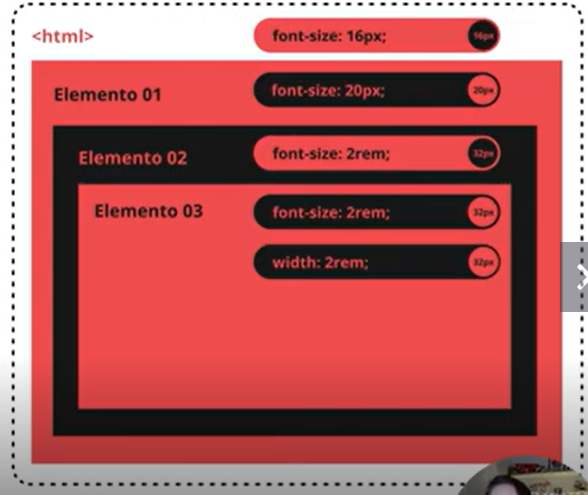 <html> font-size: 16px; 16px
Elemento 01 font-size: 20px; 20px
Elemento 02 font-size: 2rem; 32px
Elemento 03 font-size: 2rem; 32px
width: 2rem; 32px